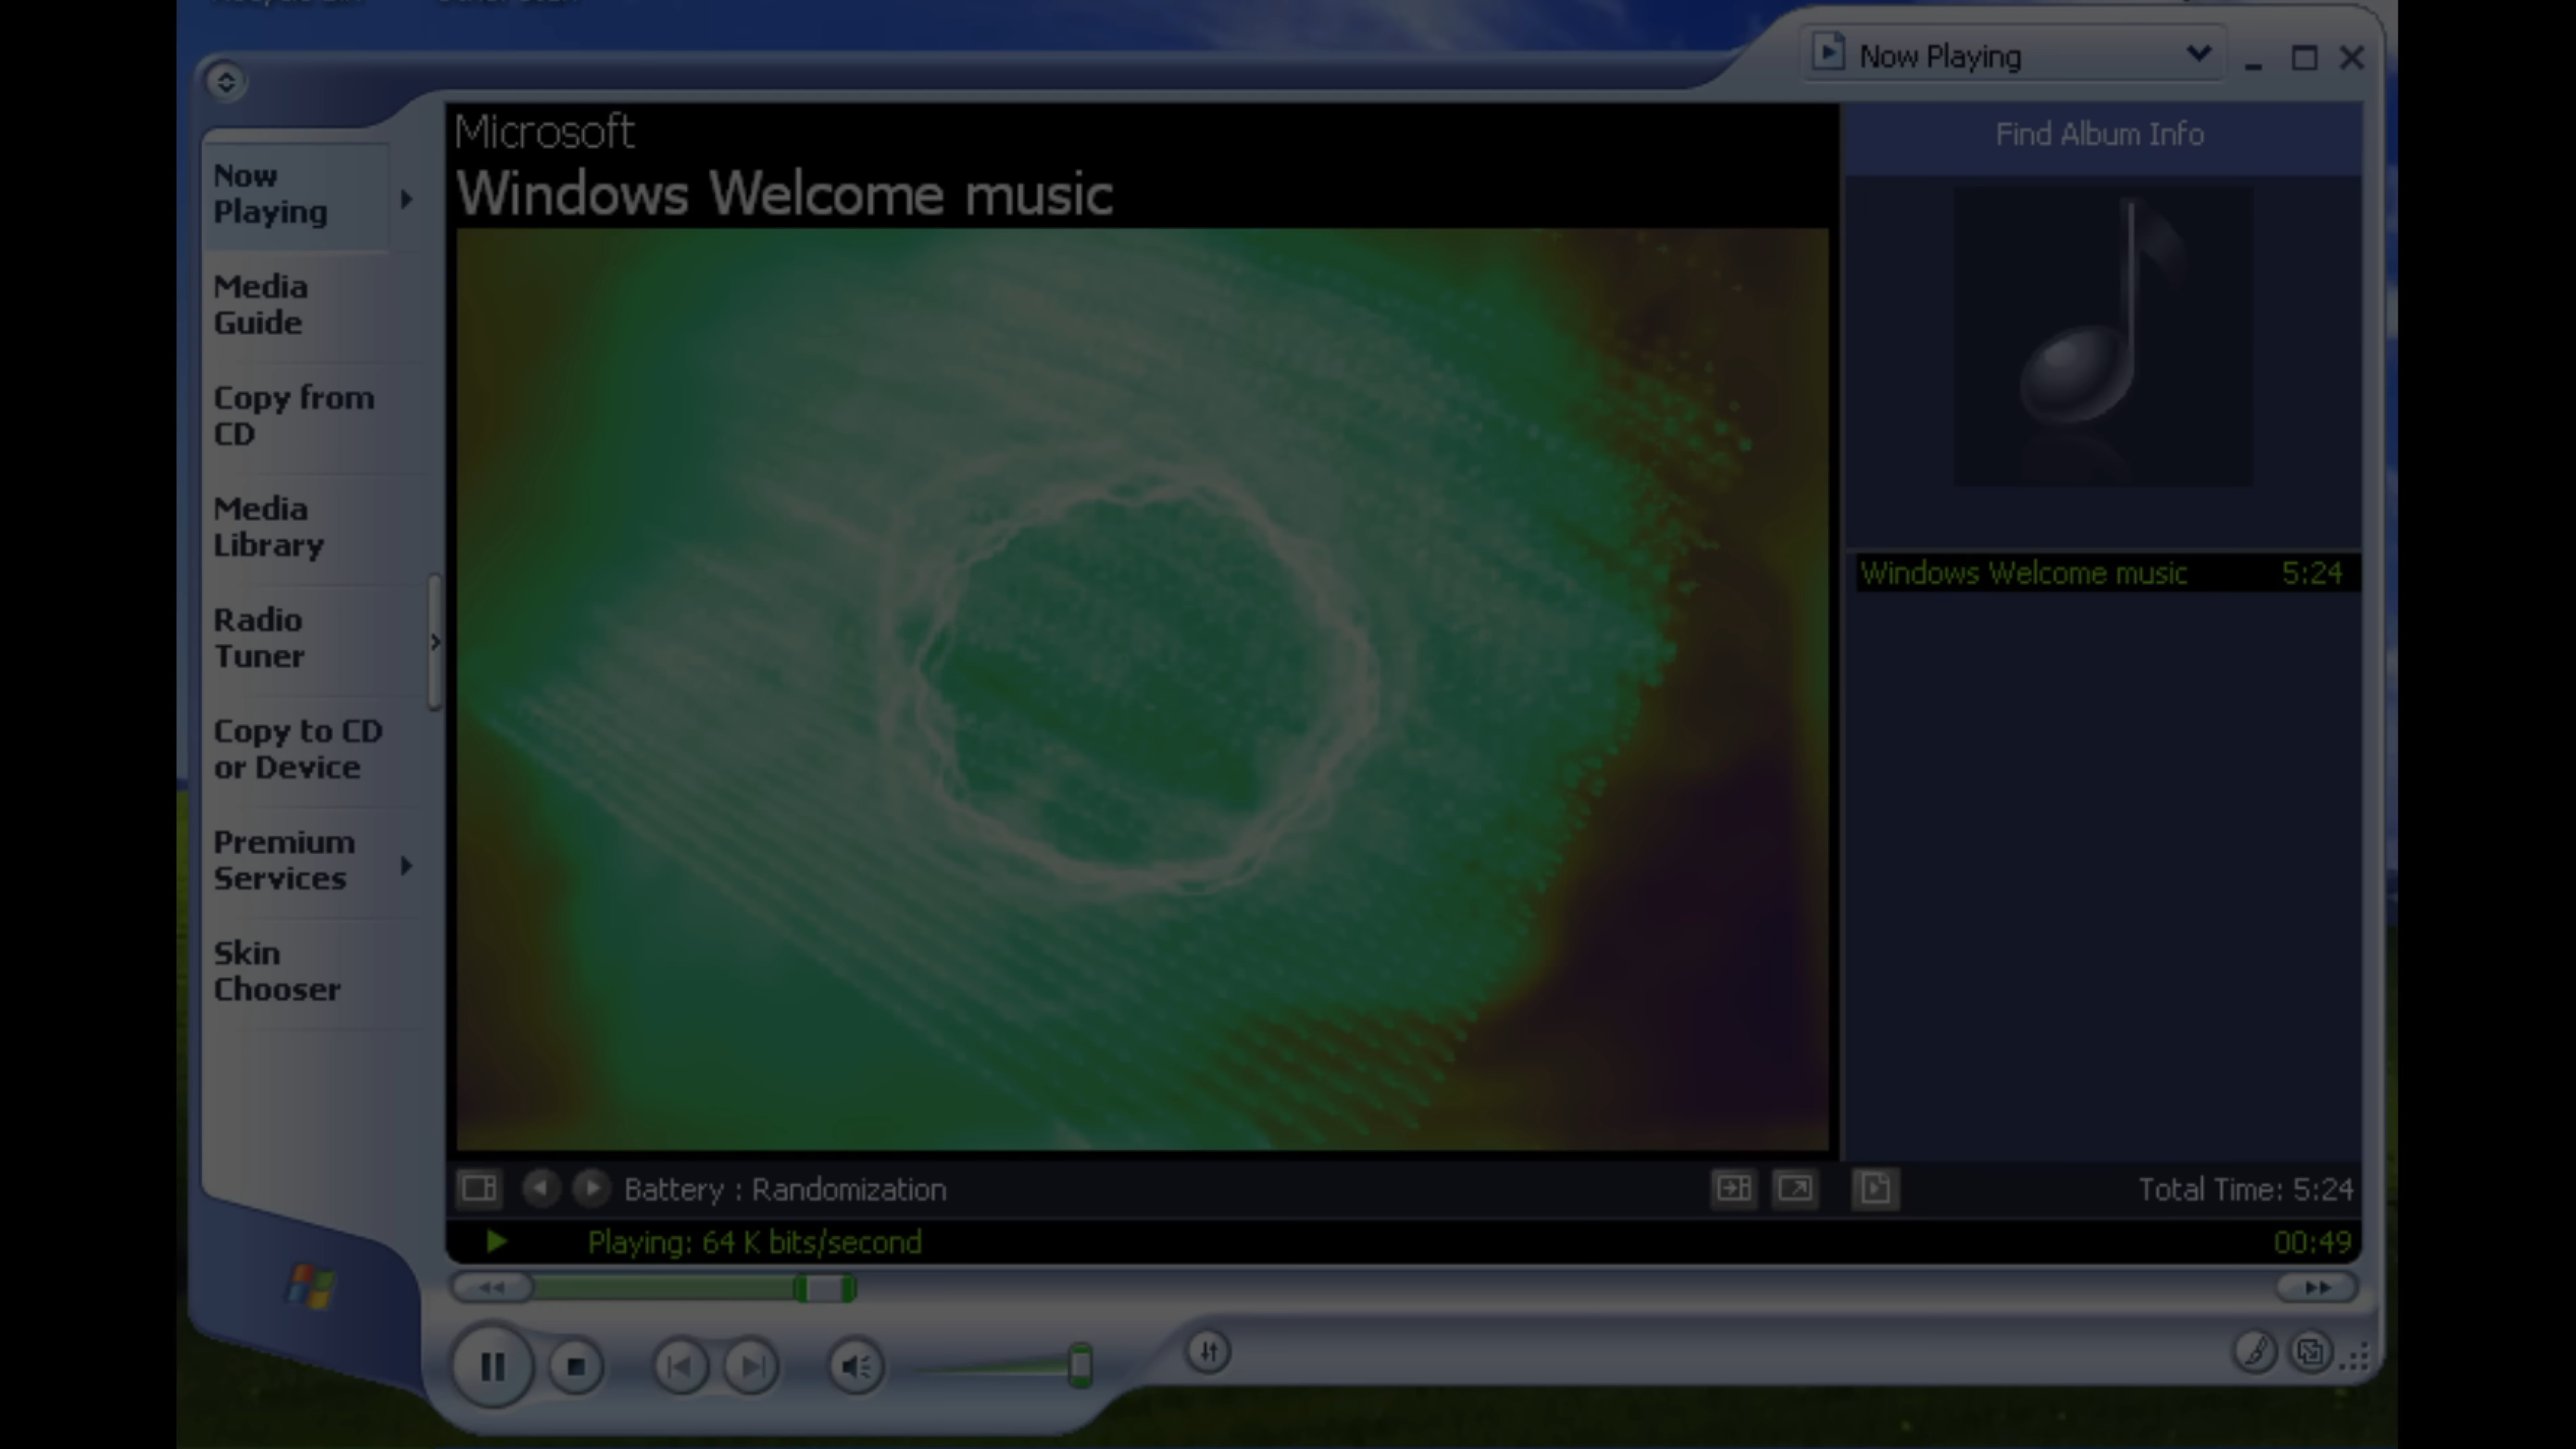 Now Playing
Microsoft
Windows Welcome music
Find Album Info
Now
Playing
Media
Guide
Copy from
CD
Media
Library
Radio
Tuner
Copy to CD
or Device
Premium
Services
Skin
Chooser
Windows Welcome music 5:24
Battery : Randomization
Total Time: 5:24
Playing: 64 K bits/second
00:49